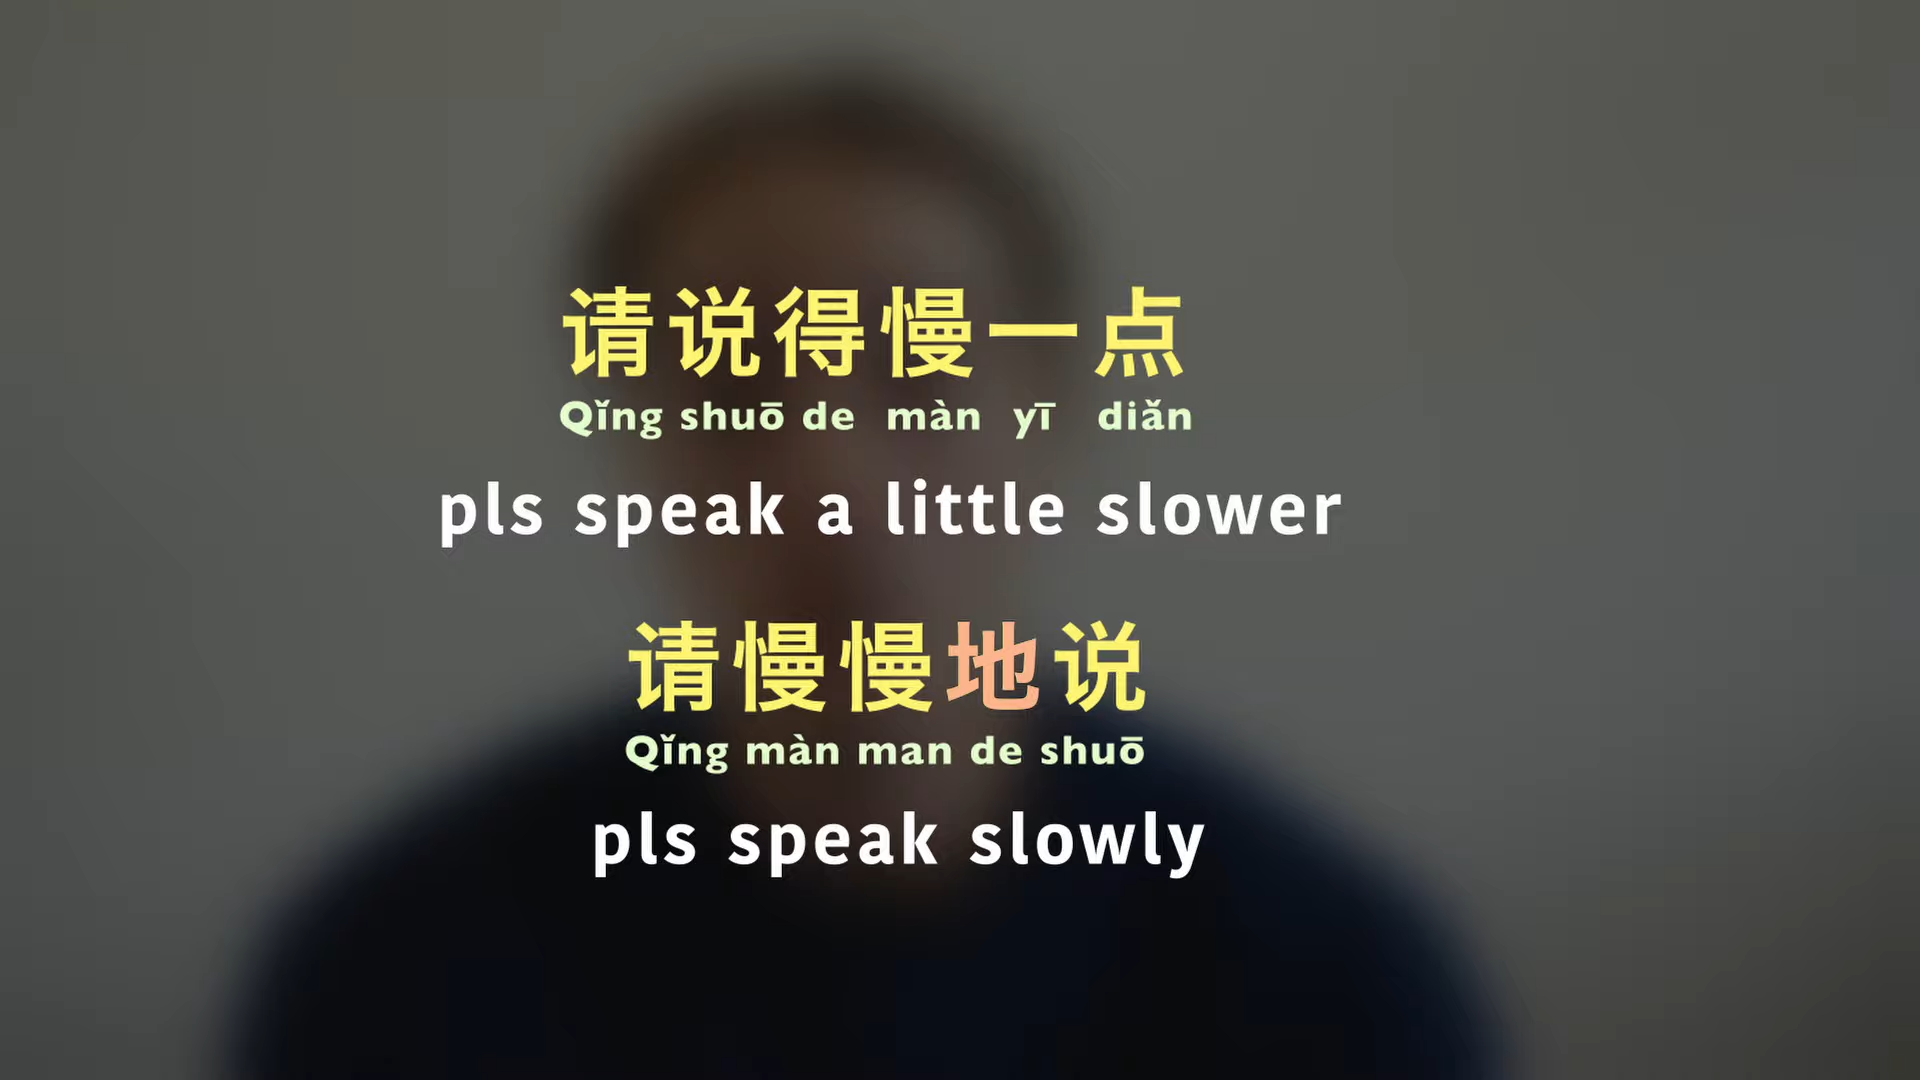 请说得慢一点
Qǐng shuō de màn yī diǎn
pls speak a little slower
请慢慢地说
Qǐng màn man de shuō
pls speak slowly